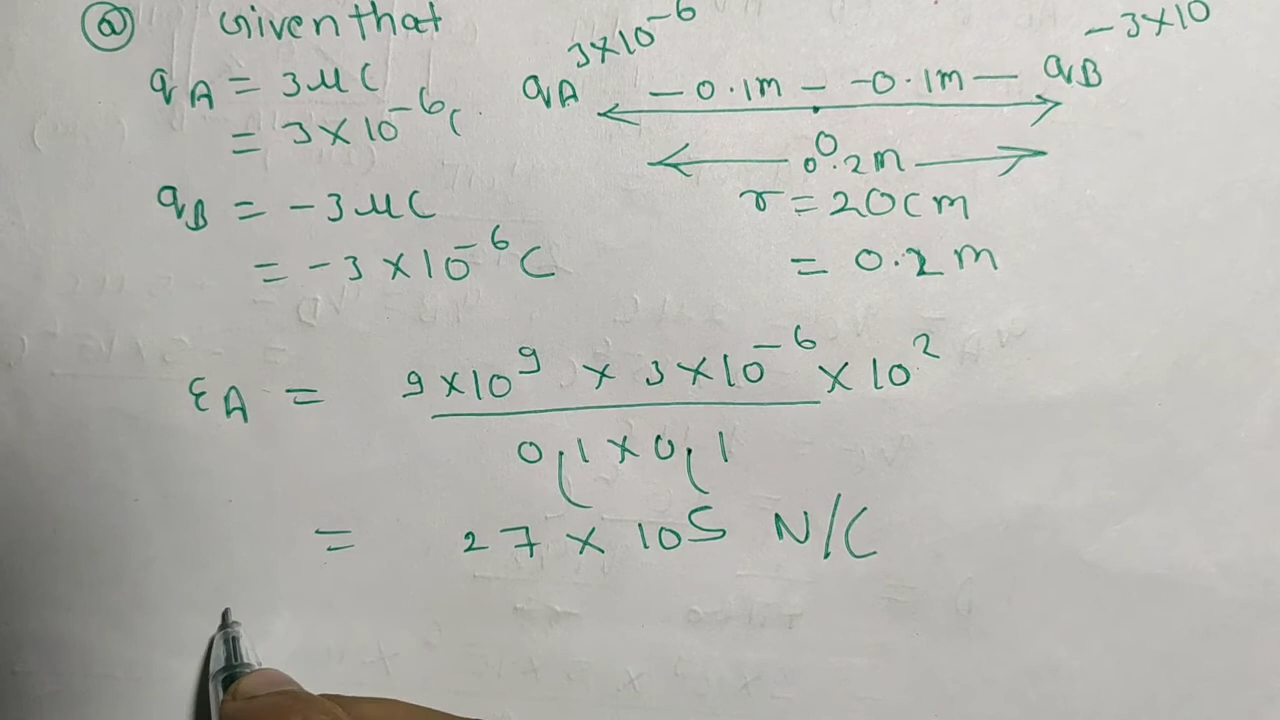 ⓐ Given that
qA = 3μC
= 3×10⁻⁶C
qB = -3μC
= -3×10⁻⁶C
3×10⁻⁶ -3×10
qA — 0.1m — -0.1m — qB
O
0.2m
r = 20cm
= 0.2m
EA = 9×10⁹ × 3×10⁻⁶ × 10²
0.1 × 0.1
= 27 × 10⁵ N/C